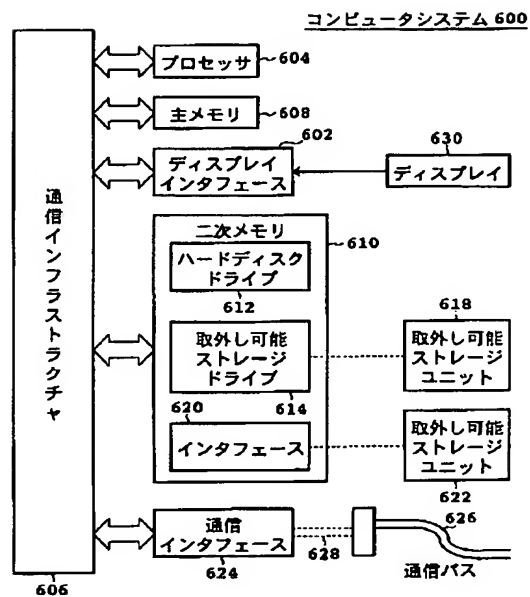 コンピュータシステム 600
プロセッサ
604
主メモリ
608
602
ディスプレイ
インタフェース
630
ディスプレイ
通信インフラストラクチャ
606
二次メモリ
610
ハードディスク
ドライブ
612
取外し可能
ストレージ
ドライブ
614
618
取外し可能
ストレージ
ユニット
620
インタフェース
取外し可能
ストレージ
ユニット
622
通信
インタフェース
624
628
626
通信パス